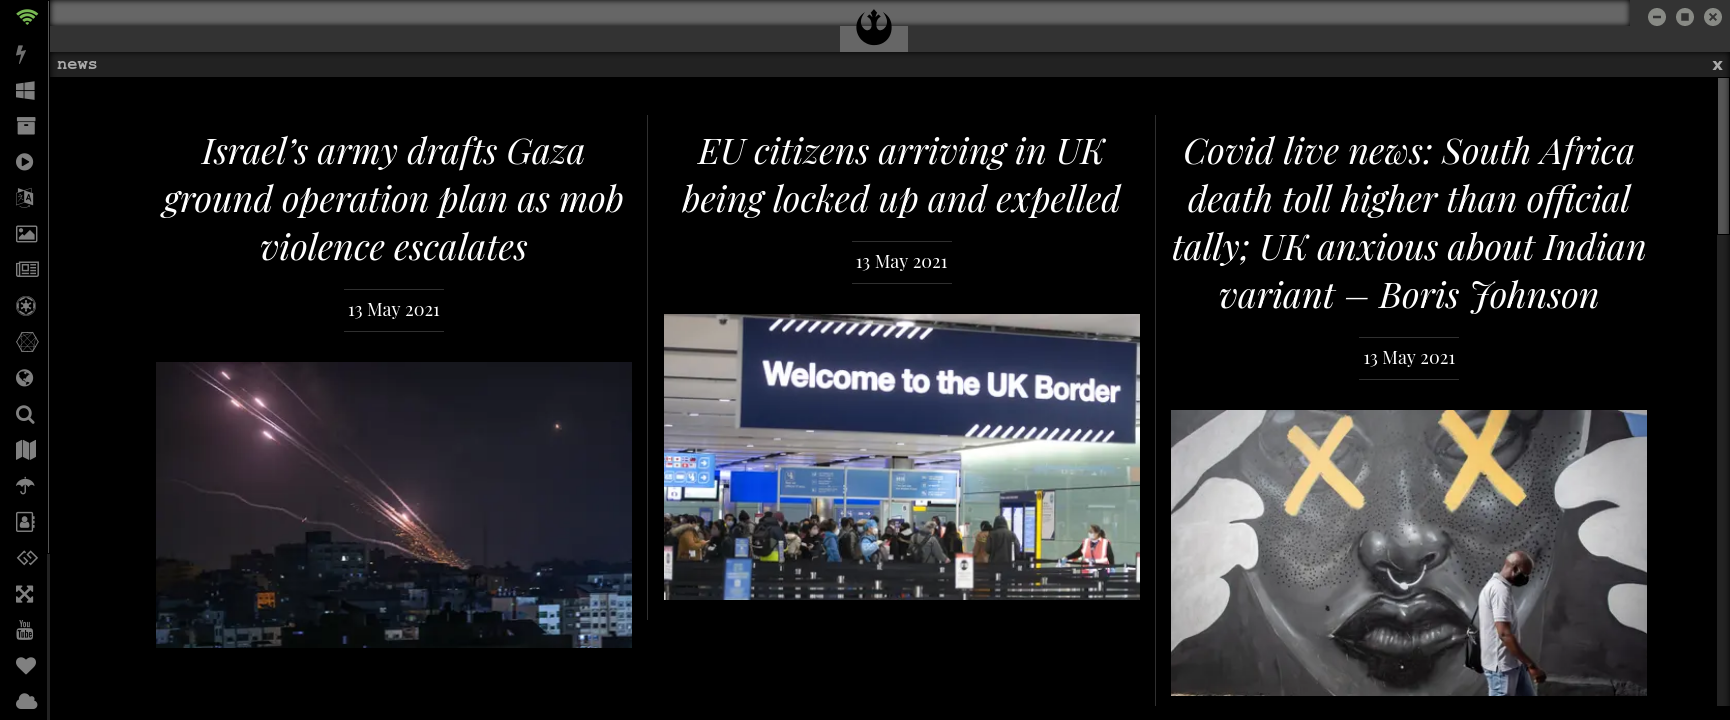 news
x
Israel's army drafts Gaza
ground operation plan as mob
violence escalates
13 May 2021
EU citizens arriving in UK
being locked up and expelled
13 May 2021
Welcome to the UK Border
Covid live news: South Africa
death toll higher than official
tally; UK anxious about Indian
variant – Boris Johnson
13 May 2021
You
Tube